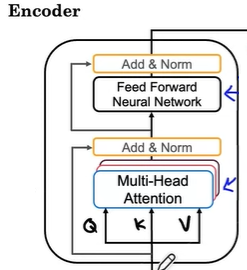 Encoder
Add & Norm
Feed Forward
Neural Network
Add & Norm
Multi-Head
Attention
Q K V